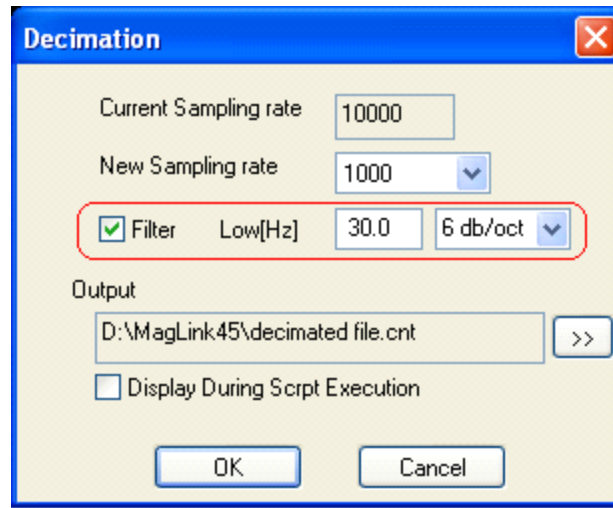 Decimation
Current Sampling rate 10000
New Sampling rate 1000
Filter Low[Hz] 30.0 6 db/oct
Output
D:\MagLink45\decimated file.cnt >>
Display During Scrpt Execution
OK Cancel